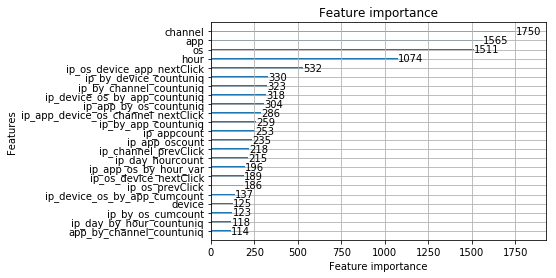 Feature importance
channel 1750
app 1565
os 1511
hour 1074
ip_os_device_app_nextClick 532
ip_by_device_countuniq 330
ip_by_channel_countuniq 323
ip_device_os_by_app_countuniq 318
ip_app_by_os_countuniq 304
ip_app_device_os_channel_nextClick 286
ip_by_app_countuniq 259
ip_appcount 253
ip_app_oscount 235
ip_channel_prevClick 218
ip_day_hourcount 215
ip_app_os_by_hour_var 196
ip_os_device_nextClick 189
ip_os_prevClick 186
ip_device_os_by_app_cumcount 137
device 125
ip_by_os_cumcount 123
ip_day_by_hour_countuniq 118
app_by_channel_countuniq 114
Features
0 250 500 750 1000 1250 1500 1750
Feature importance